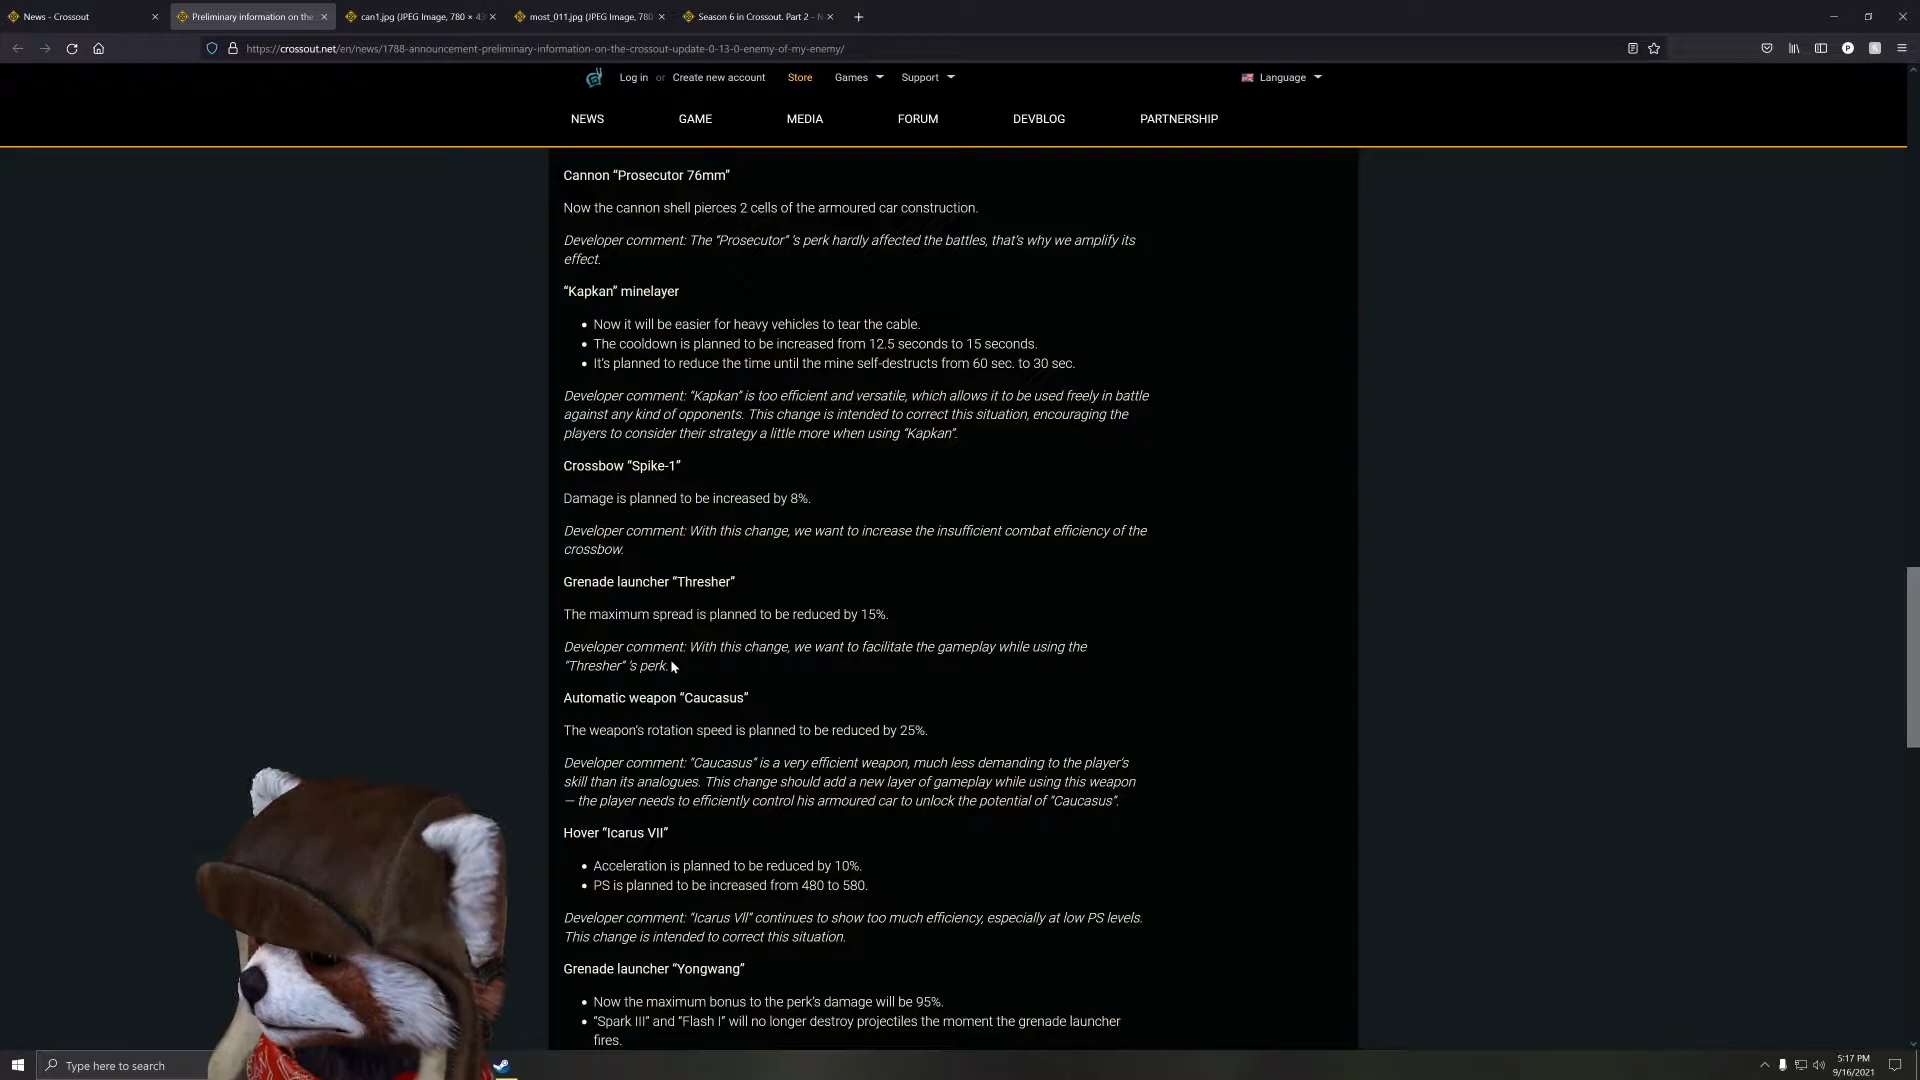 News - Crossout
Preliminary information on the
can1.jpg (JPEG Image, 780 × 43
most_011.jpg (JPEG Image, 780
Season 6 in Crossout. Part 2 - N
https://crossout.net/en/news/1788-announcement-preliminary-information-on-the-crossout-update-0-13-0-enemy-of-my-enemy/
Log in or Create new account Store Games Support Language
NEWS GAME MEDIA FORUM DEVBLOG PARTNERSHIP
Cannon “Prosecutor 76mm”
Now the cannon shell pierces 2 cells of the armoured car construction.
Developer comment: The “Prosecutor” ’s perk hardly affected the battles, that’s why we amplify its
effect.
“Kapkan” minelayer
• Now it will be easier for heavy vehicles to tear the cable.
• The cooldown is planned to be increased from 12.5 seconds to 15 seconds.
• It’s planned to reduce the time until the mine self-destructs from 60 sec. to 30 sec.
Developer comment: “Kapkan” is too efficient and versatile, which allows it to be used freely in battle
against any kind of opponents. This change is intended to correct this situation, encouraging the
players to consider their strategy a little more when using “Kapkan”.
Crossbow “Spike-1”
Damage is planned to be increased by 8%.
Developer comment: With this change, we want to increase the insufficient combat efficiency of the
crossbow.
Grenade launcher “Thresher”
The maximum spread is planned to be reduced by 15%.
Developer comment: With this change, we want to facilitate the gameplay while using the
“Thresher” ’s perk.
Automatic weapon “Caucasus”
The weapon’s rotation speed is planned to be reduced by 25%.
Developer comment: “Caucasus” is a very efficient weapon, much less demanding to the player’s
skill than its analogues. This change should add a new layer of gameplay while using this weapon
— the player needs to efficiently control his armoured car to unlock the potential of “Caucasus”.
Hover “Icarus VII”
• Acceleration is planned to be reduced by 10%.
• PS is planned to be increased from 480 to 580.
Developer comment: “Icarus VII” continues to show too much efficiency, especially at low PS levels.
This change is intended to correct this situation.
Grenade launcher “Yongwang”
• Now the maximum bonus to the perk’s damage will be 95%.
• “Spark III” and “Flash I” will no longer destroy projectiles the moment the grenade launcher
fires.
Type here to search
5:17 PM
9/16/2021